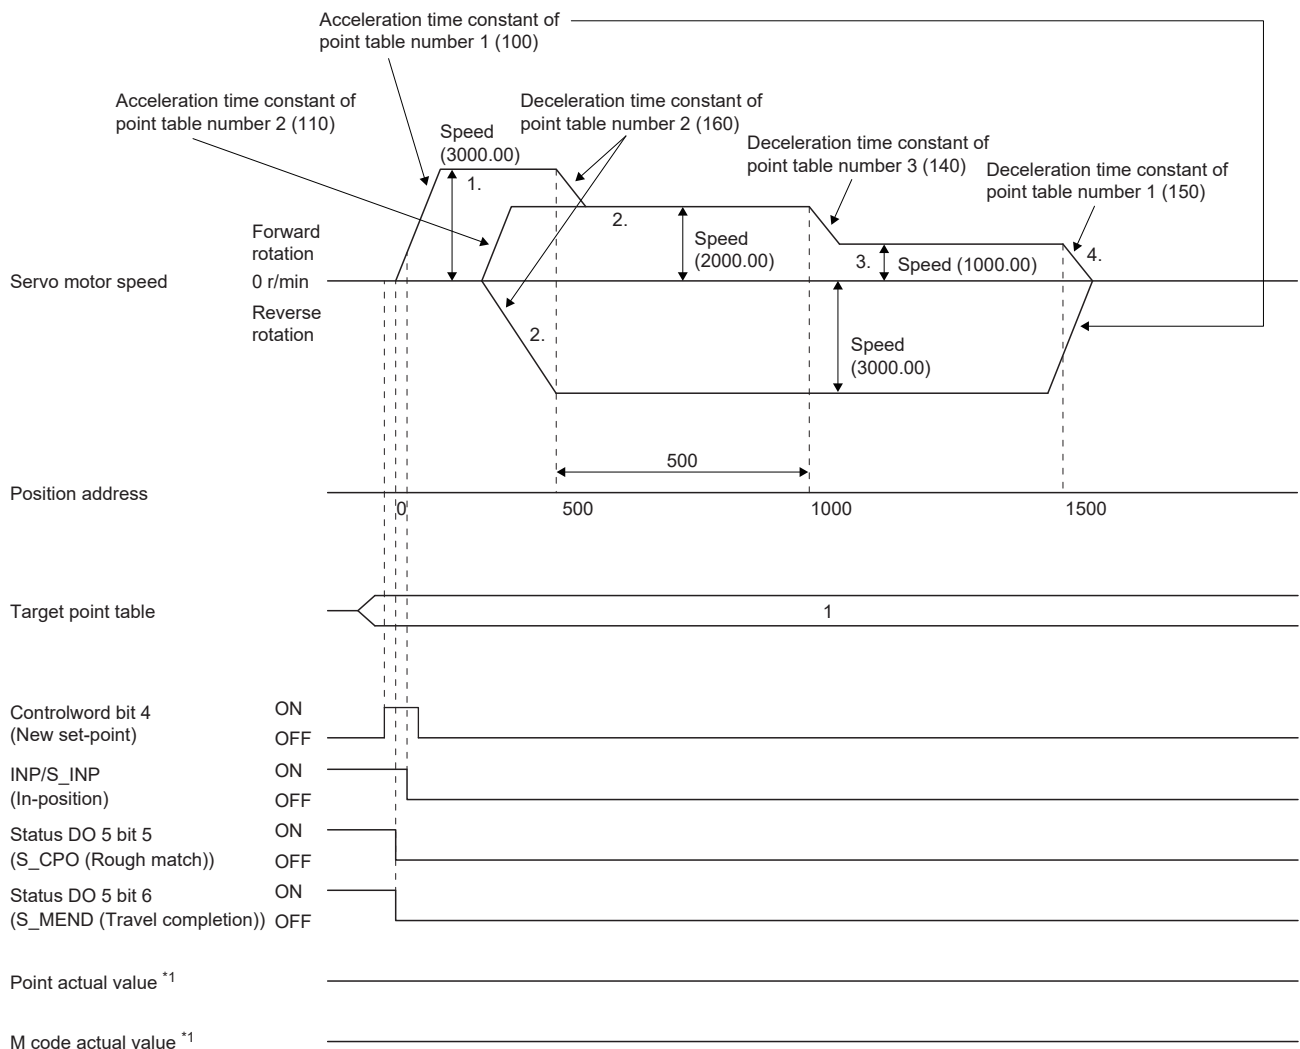 Acceleration time constant of
point table number 1 (100)
Acceleration time constant of
point table number 2 (110)
Deceleration time constant of
point table number 2 (160)
Speed
(3000.00)
Deceleration time constant of
point table number 3 (140)
Deceleration time constant of
point table number 1 (150)
1.
2.
Forward
rotation
Speed
(2000.00)
3.
Speed (1000.00)
4.
Servo motor speed
0 r/min
Reverse
rotation
2.
Speed
(3000.00)
500
Position address
0
500
1000
1500
Target point table
1
Controlword bit 4
(New set-point)
ON
OFF
INP/S_INP
(In-position)
ON
OFF
Status DO 5 bit 5
(S_CPO (Rough match))
ON
OFF
Status DO 5 bit 6
(S_MEND (Travel completion))
ON
OFF
Point actual value *1
M code actual value *1